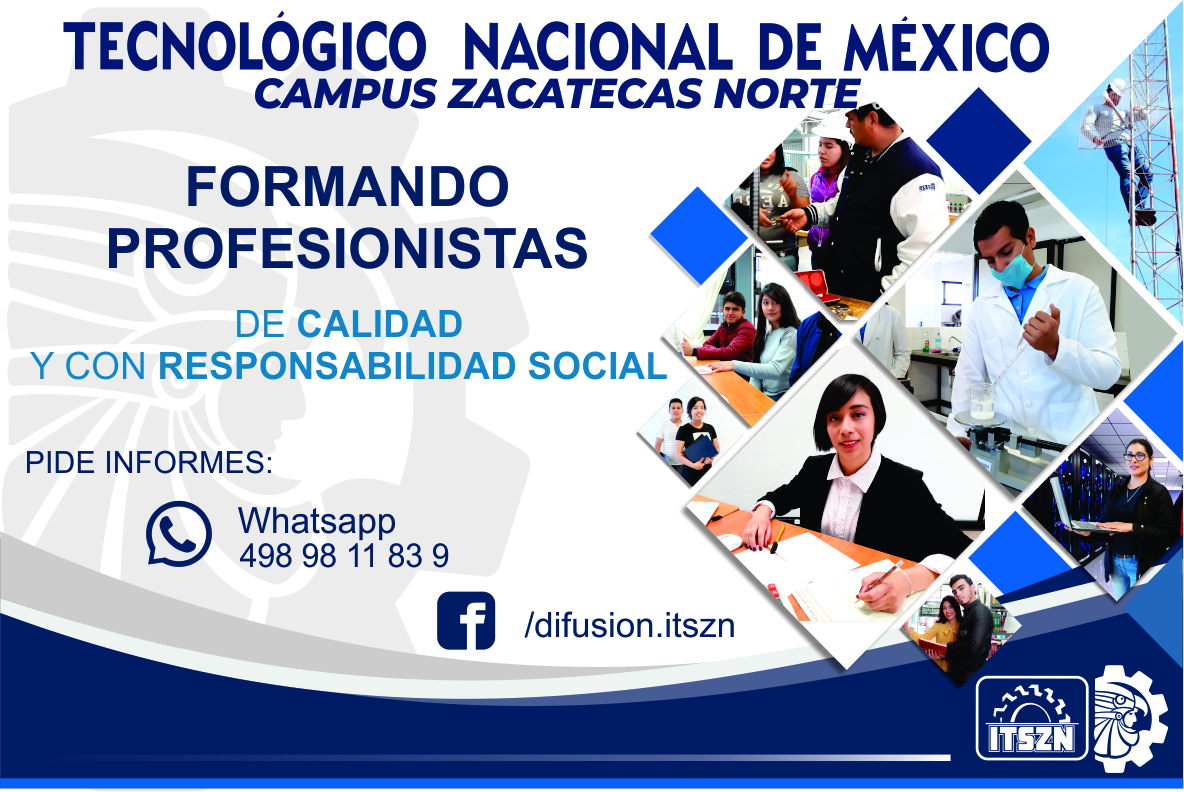 TECNOLÓGICO NACIONAL DE MÉXICO
CAMPUS ZACATECAS NORTE
FORMANDO
PROFESIONISTAS
DE CALIDAD
Y CON RESPONSABILIDAD SOCIAL
PIDE INFORMES:
Whatsapp
498 98 11 83 9
/difusion.itszn
ITSZN